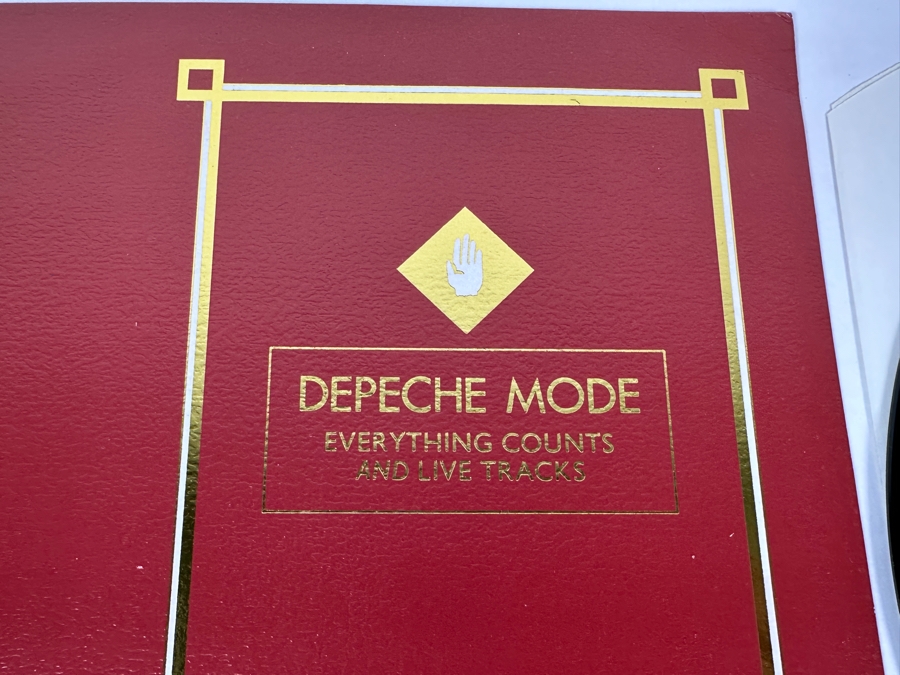 DEPECHE MODE
EVERYTHING COUNTS
AND LIVE TRACKS